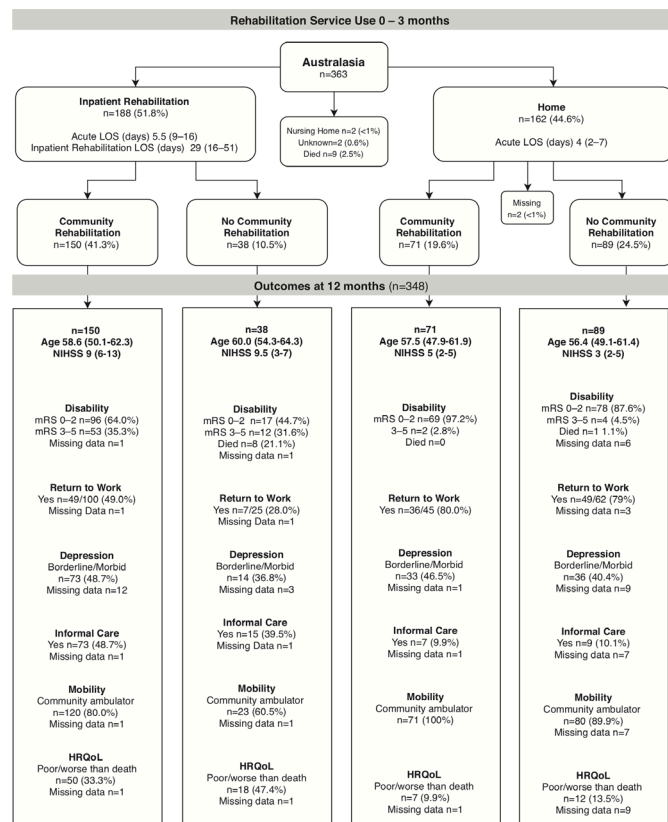 Rehabilitation Service Use 0 – 3 months
Australasia
n=363
Inpatient Rehabilitation
n=188 (51.8%)
Acute LOS (days) 5.5 (9–16)
Inpatient Rehabilitation LOS (days) 29 (16–51)
Nursing Home n=2 (<1%)
Unknown=2 (0.6%)
Died n=9 (2.5%)
Home
n=162 (44.6%)
Acute LOS (days) 4 (2–7)
Community
Rehabilitation
n=150 (41.3%)
No Community
Rehabilitation
n=38 (10.5%)
Community
Rehabilitation
n=71 (19.6%)
Missing
n=2 (<1%)
No Community
Rehabilitation
n=89 (24.5%)
Outcomes at 12 months (n=348)
n=150
Age 58.6 (50.1-62.3)
NIHSS 9 (6-13)
Disability
mRS 0–2 n=96 (64.0%)
mRS 3–5 n=53 (35.3%)
Missing data n=1
Return to Work
Yes n=49/100 (49.0%)
Missing Data n=1
Depression
Borderline/Morbid
n=73 (48.7%)
Missing data n=12
Informal Care
Yes n=73 (48.7%)
Missing data n=1
Mobility
Community ambulator
n=120 (80.0%)
Missing data n=1
HRQoL
Poor/worse than death
n=50 (33.3%)
Missing data n=1
n=38
Age 60.0 (54.3-64.3)
NIHSS 9.5 (3-7)
Disability
mRS 0–2 n=17 (44.7%)
mRS 3–5 n=12 (31.6%)
Died n=8 (21.1%)
Missing data n=1
Return to Work
Yes n=7/25 (28.0%)
Missing Data n=1
Depression
Borderline/Morbid
n=14 (36.8%)
Missing data n=3
Informal Care
Yes n=15 (39.5%)
Missing Data n=1
Mobility
Community ambulator
n=23 (60.5%)
Missing data n=1
HRQoL
Poor/worse than death
n=18 (47.4%)
Missing data n=1
n=71
Age 57.5 (47.9-61.9)
NIHSS 5 (2-5)
Disability
mRS 0–2 n=69 (97.2%)
3–5 n=2 (2.8%)
Died n=0
Return to Work
Yes n=36/45 (80.0%)
Depression
Borderline/Morbid
n=33 (46.5%)
Missing data n=1
Informal Care
Yes n=7 (9.9%)
Missing data n=1
Mobility
Community ambulator
n=71 (100%)
HRQoL
Poor/worse than death
n=7 (9.9%)
Missing data n=1
n=89
Age 56.4 (49.1-61.4)
NIHSS 3 (2-5)
Disability
mRS 0–2 n=78 (87.6%)
mRS 3–5 n=4 (4.5%)
Died n=1 1.1%)
Missing data n=6
Return to Work
Yes n=49/62 (79%)
Missing data n=3
Depression
Borderline/Morbid
n=36 (40.4%)
Missing data n=9
Informal Care
Yes n=9 (10.1%)
Missing data n=7
Mobility
Community ambulator
n=80 (89.9%)
Missing data n=7
HRQoL
Poor/worse than death
n=12 (13.5%)
Missing data n=9